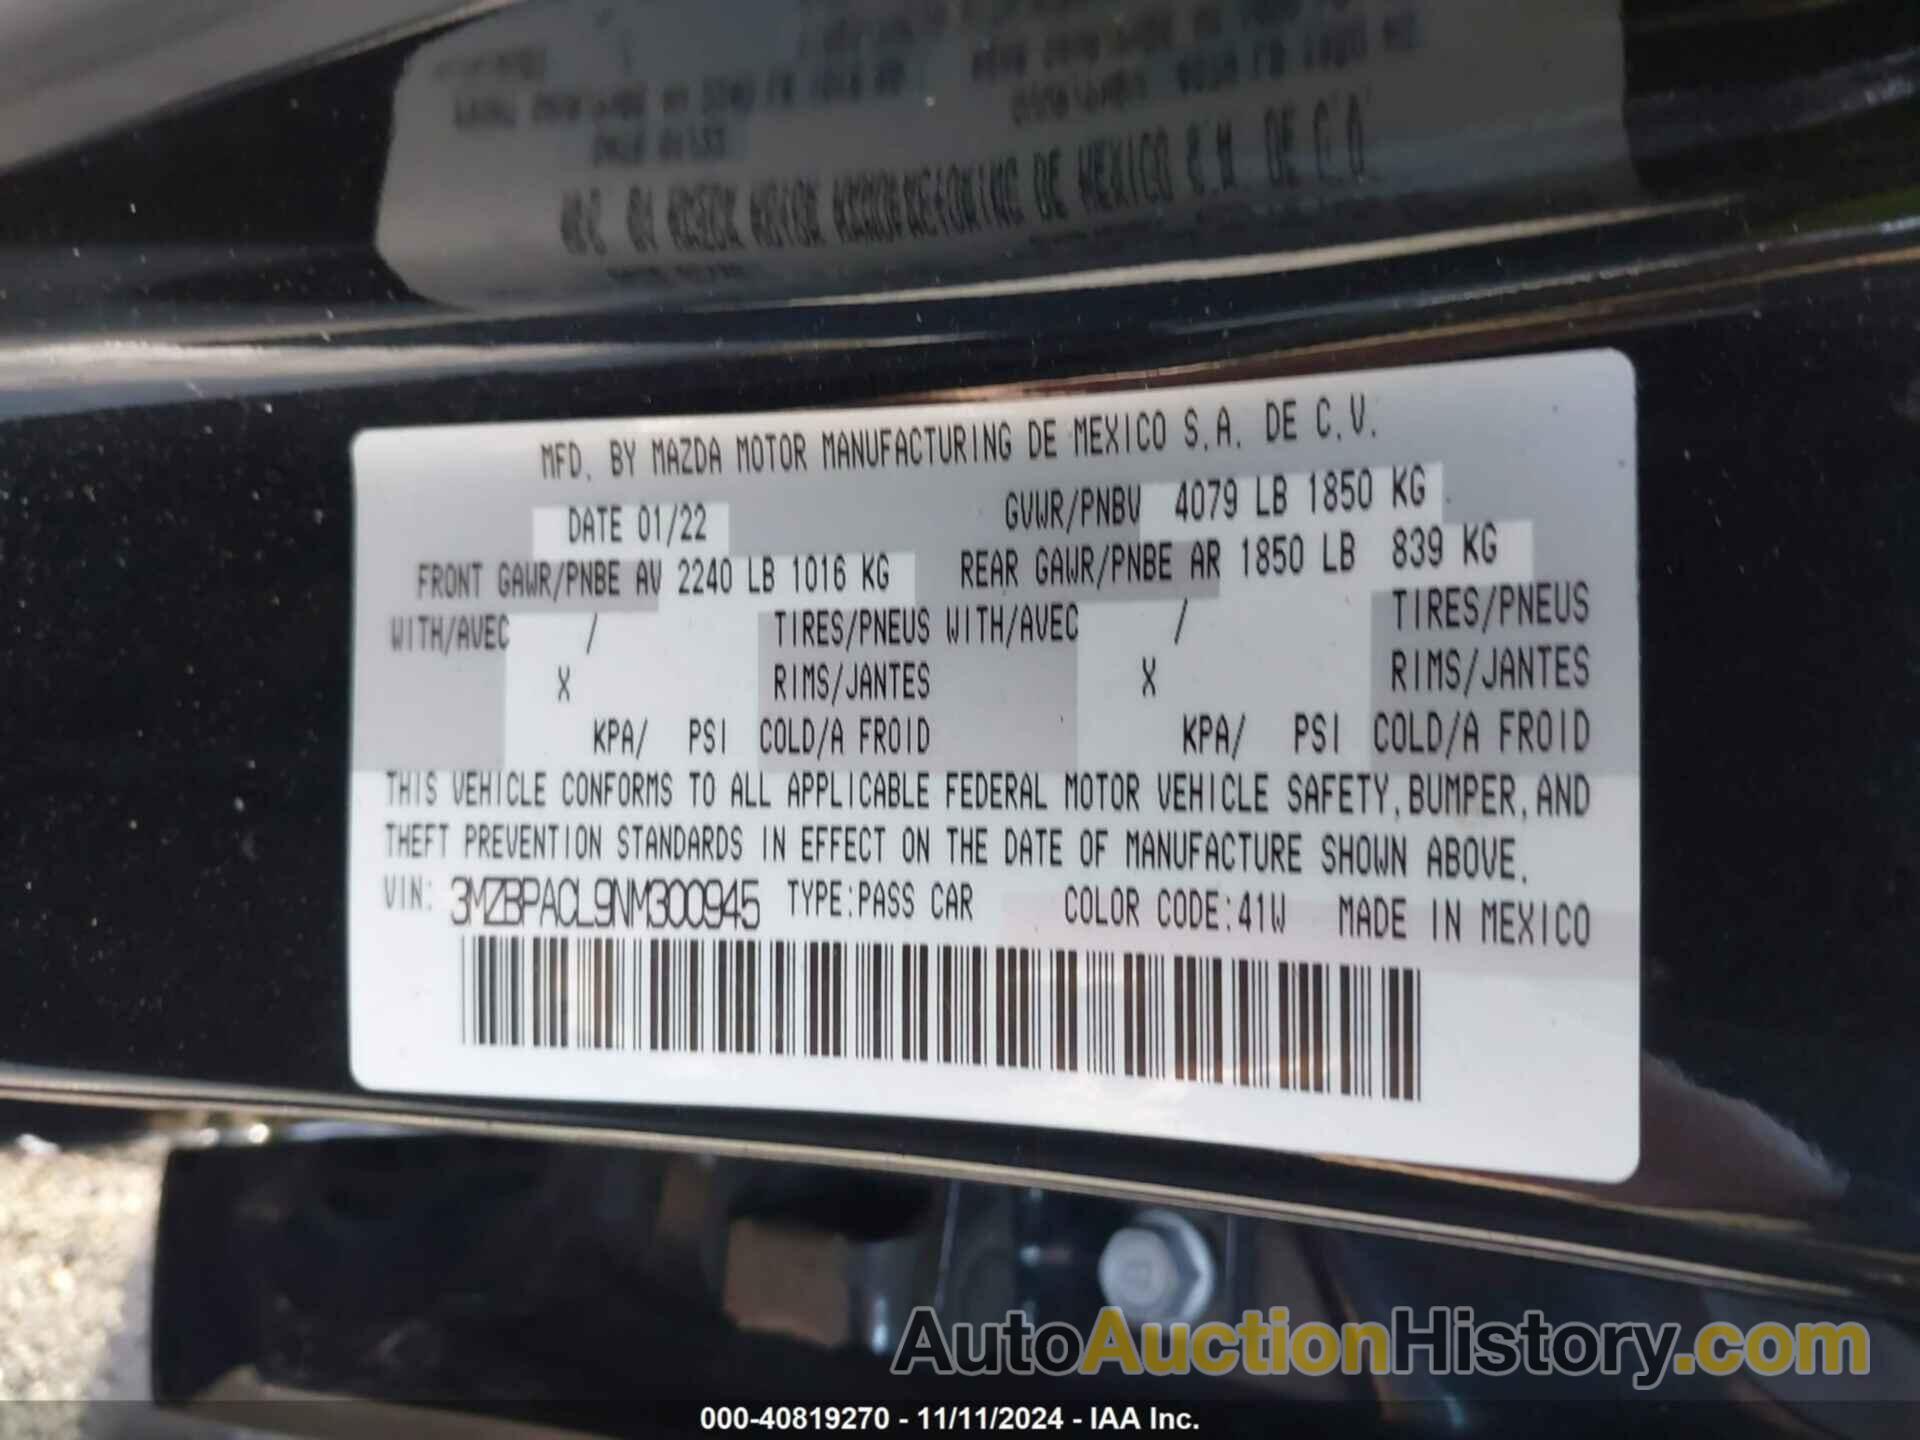 MFD. BY MAZDA MOTOR MANUFACTURING DE MEXICO S.A. DE C.V.
DATE 01/22 GVWR/PNBV 4079 LB 1850 KG
FRONT GAWR/PNBE AV 2240 LB 1016 KG REAR GAWR/PNBE AR 1850 LB 839 KG
WITH/AVEC / TIRES/PNEUS WITH/AVEC / TIRES/PNEUS
X RIMS/JANTES X RIMS/JANTES
KPA/ PSI COLD/A FROID KPA/ PSI COLD/A FROID
THIS VEHICLE CONFORMS TO ALL APPLICABLE FEDERAL MOTOR VEHICLE SAFETY,BUMPER,AND
THEFT PREVENTION STANDARDS IN EFFECT ON THE DATE OF MANUFACTURE SHOWN ABOVE.
VIN: 3MZBPACL9NM300945 TYPE:PASS CAR COLOR CODE:41W MADE IN MEXICO
AutoAuctionHistory.com
000-40819270 - 11/11/2024 - IAA Inc.